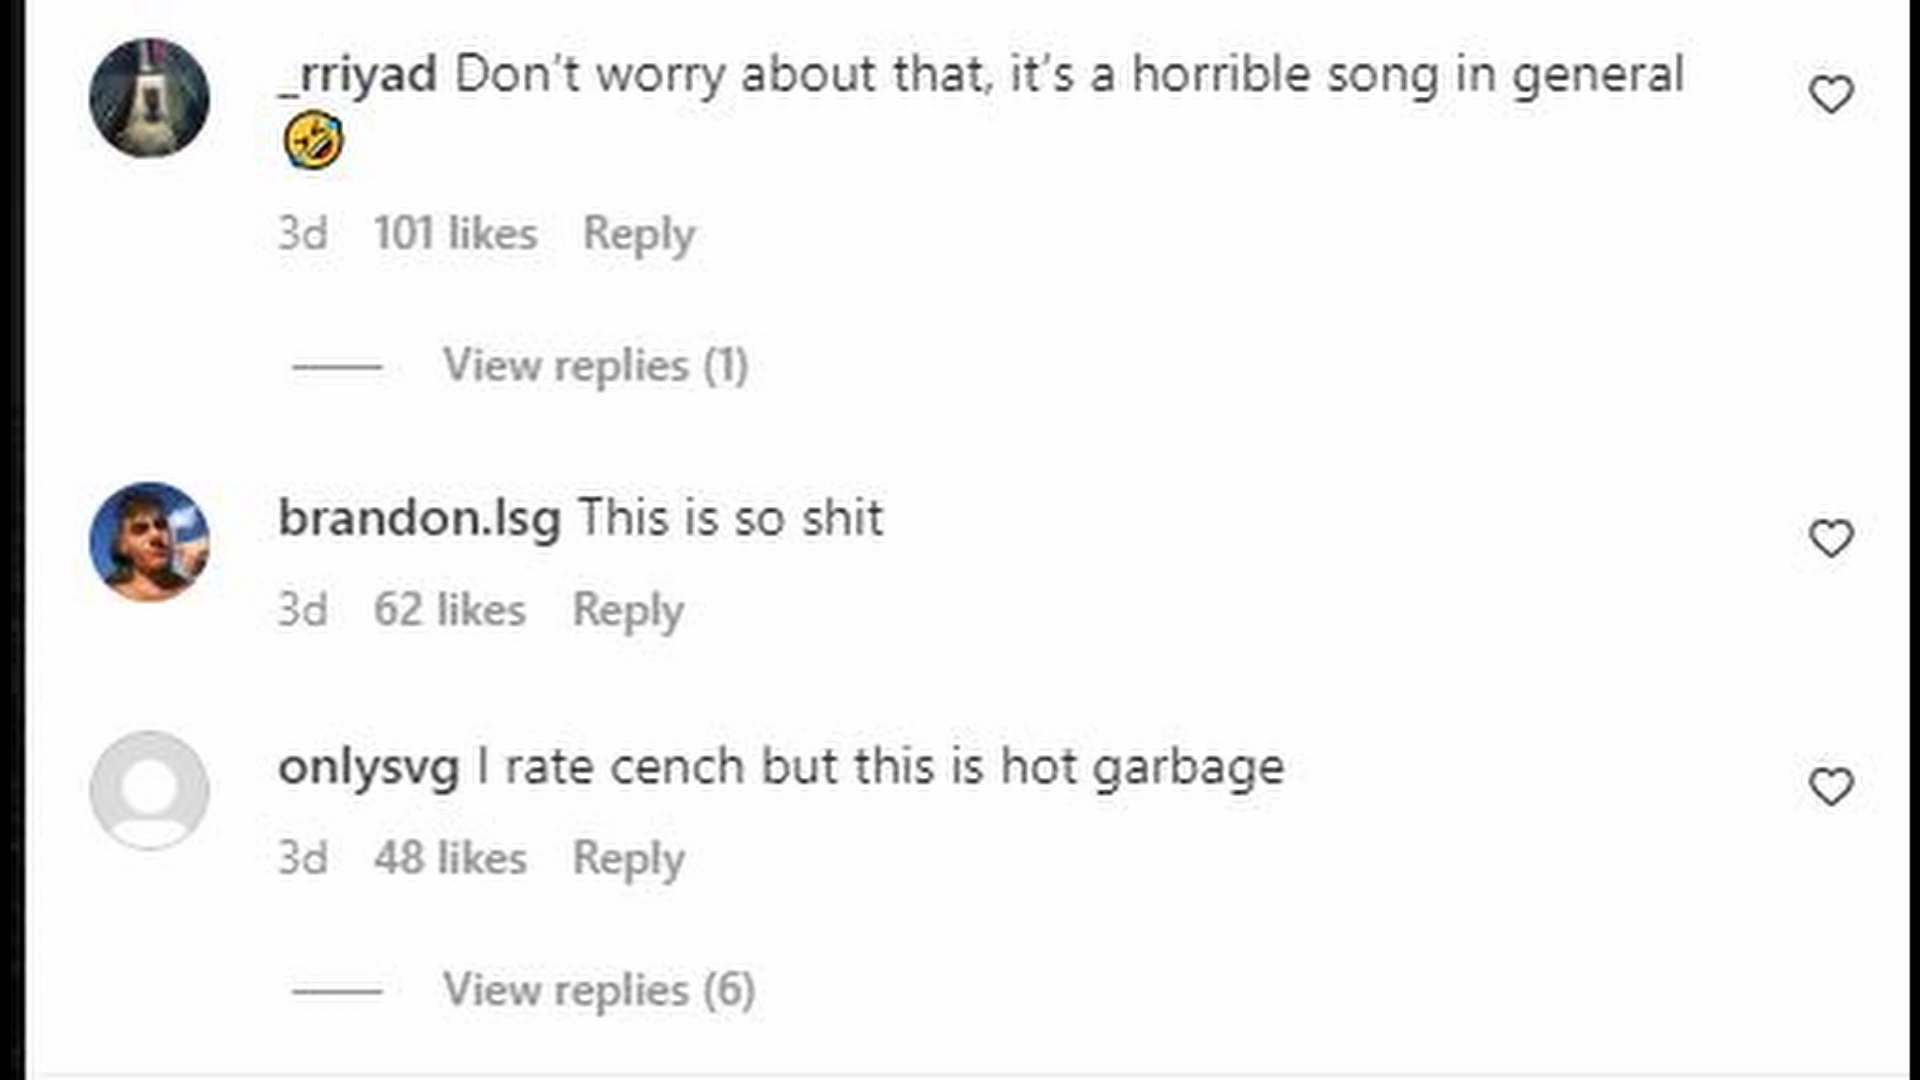 _rriyad Don't worry about that, it's a horrible song in general
🤣
3d 101 likes Reply
View replies (1)
brandon.lsg This is so shit
3d 62 likes Reply
onlysvg I rate cench but this is hot garbage
3d 48 likes Reply
View replies (6)